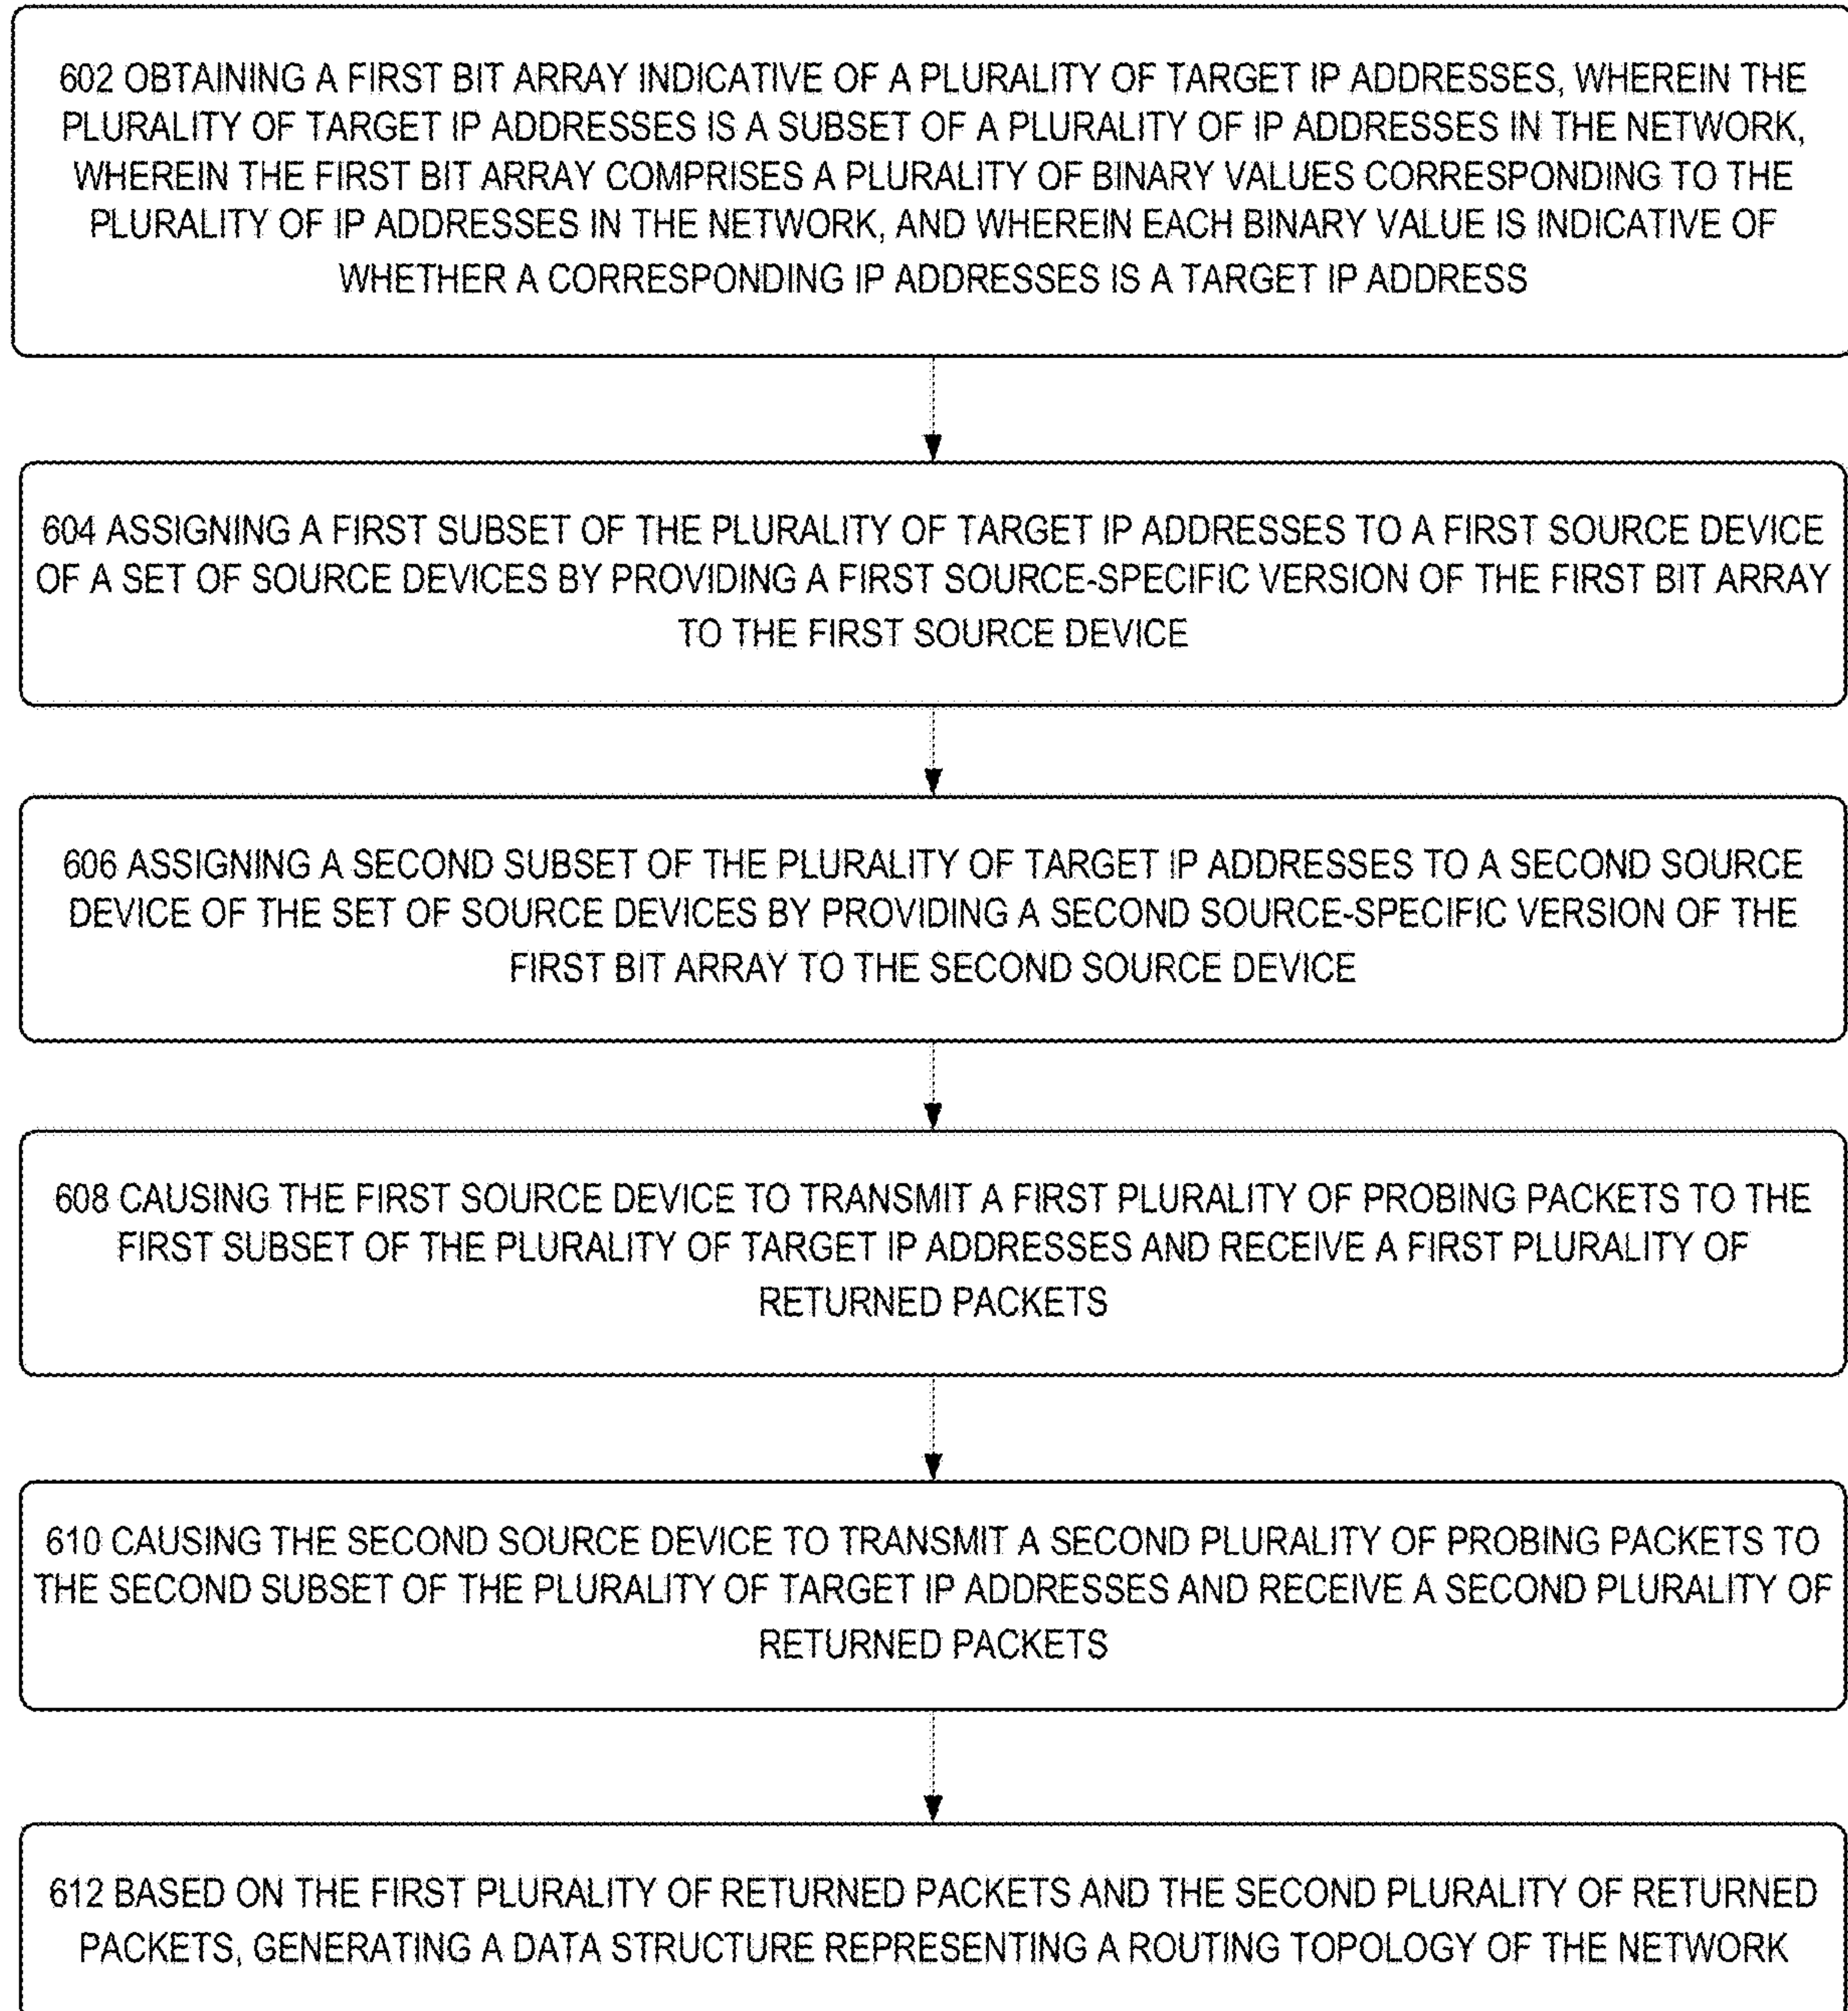 602 OBTAINING A FIRST BIT ARRAY INDICATIVE OF A PLURALITY OF TARGET IP ADDRESSES, WHEREIN THE
PLURALITY OF TARGET IP ADDRESSES IS A SUBSET OF A PLURALITY OF IP ADDRESSES IN THE NETWORK,
WHEREIN THE FIRST BIT ARRAY COMPRISES A PLURALITY OF BINARY VALUES CORRESPONDING TO THE
PLURALITY OF IP ADDRESSES IN THE NETWORK, AND WHEREIN EACH BINARY VALUE IS INDICATIVE OF
WHETHER A CORRESPONDING IP ADDRESSES IS A TARGET IP ADDRESS
604 ASSIGNING A FIRST SUBSET OF THE PLURALITY OF TARGET IP ADDRESSES TO A FIRST SOURCE DEVICE
OF A SET OF SOURCE DEVICES BY PROVIDING A FIRST SOURCE-SPECIFIC VERSION OF THE FIRST BIT ARRAY
TO THE FIRST SOURCE DEVICE
606 ASSIGNING A SECOND SUBSET OF THE PLURALITY OF TARGET IP ADDRESSES TO A SECOND SOURCE
DEVICE OF THE SET OF SOURCE DEVICES BY PROVIDING A SECOND SOURCE-SPECIFIC VERSION OF THE
FIRST BIT ARRAY TO THE SECOND SOURCE DEVICE
608 CAUSING THE FIRST SOURCE DEVICE TO TRANSMIT A FIRST PLURALITY OF PROBING PACKETS TO THE
FIRST SUBSET OF THE PLURALITY OF TARGET IP ADDRESSES AND RECEIVE A FIRST PLURALITY OF
RETURNED PACKETS
610 CAUSING THE SECOND SOURCE DEVICE TO TRANSMIT A SECOND PLURALITY OF PROBING PACKETS TO
THE SECOND SUBSET OF THE PLURALITY OF TARGET IP ADDRESSES AND RECEIVE A SECOND PLURALITY OF
RETURNED PACKETS
612 BASED ON THE FIRST PLURALITY OF RETURNED PACKETS AND THE SECOND PLURALITY OF RETURNED
PACKETS, GENERATING A DATA STRUCTURE REPRESENTING A ROUTING TOPOLOGY OF THE NETWORK